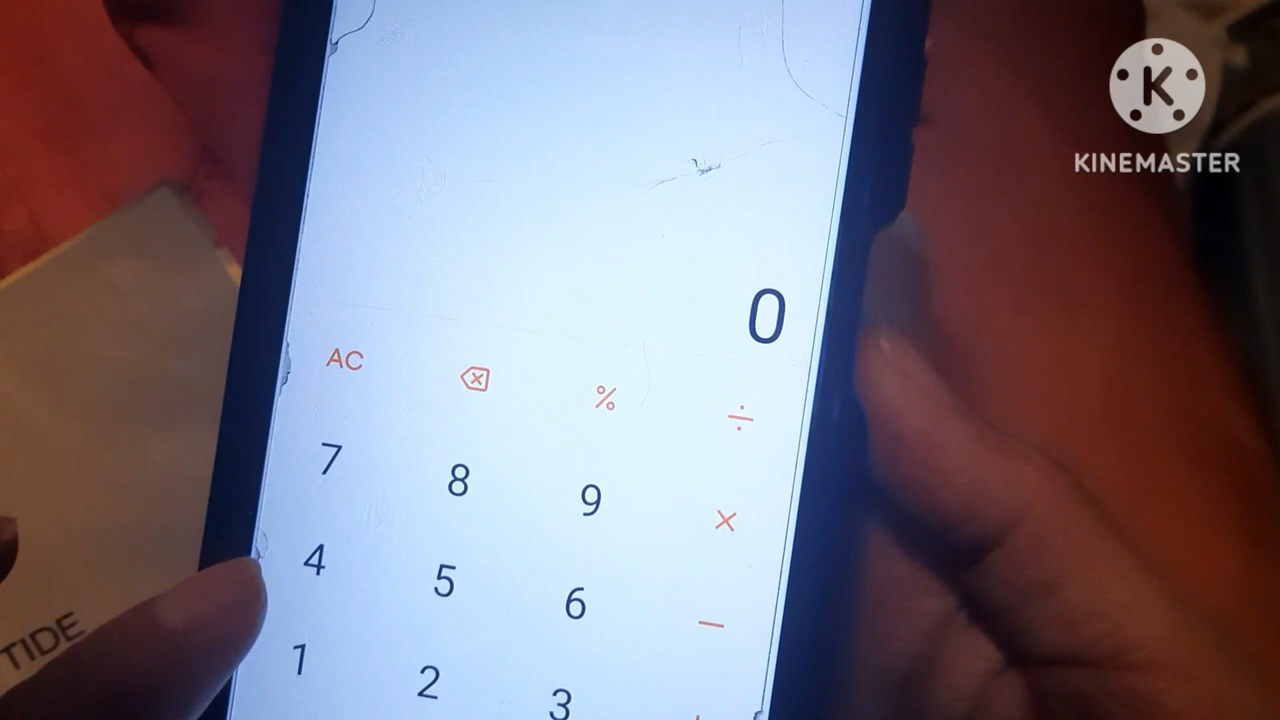 K
KINEMASTER
0
AC % ÷
7 8 9 ×
4 5 6 −
1 2 3
TIDE